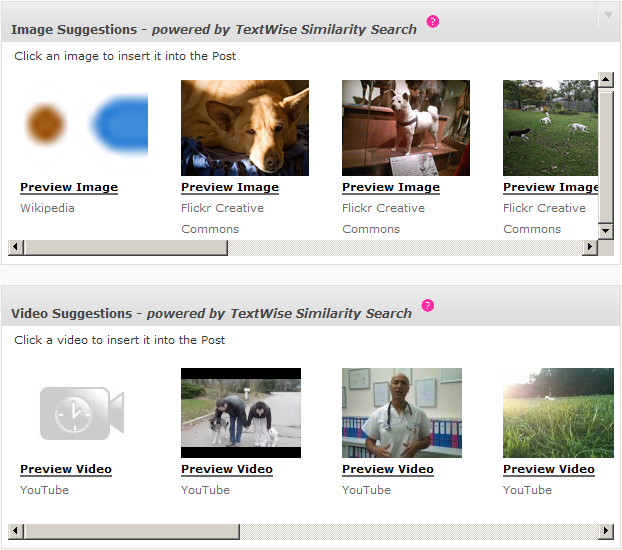 Image Suggestions - powered by TextWise Similarity Search ?
Click an image to insert it into the Post
Preview Image Preview Image Preview Image Preview Image
Wikipedia Flickr Creative Flickr Creative Flickr Creative
Commons Commons Commons
Video Suggestions - powered by TextWise Similarity Search ?
Click a video to insert it into the Post
Preview Video Preview Video Preview Video Preview Video
YouTube YouTube YouTube YouTube